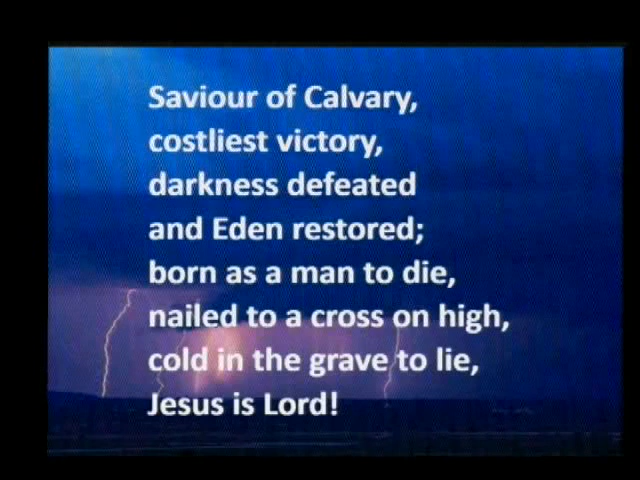 Saviour of Calvary,
costliest victory,
darkness defeated
and Eden restored;
born as a man to die,
nailed to a cross on high,
cold in the grave to lie,
Jesus is Lord!